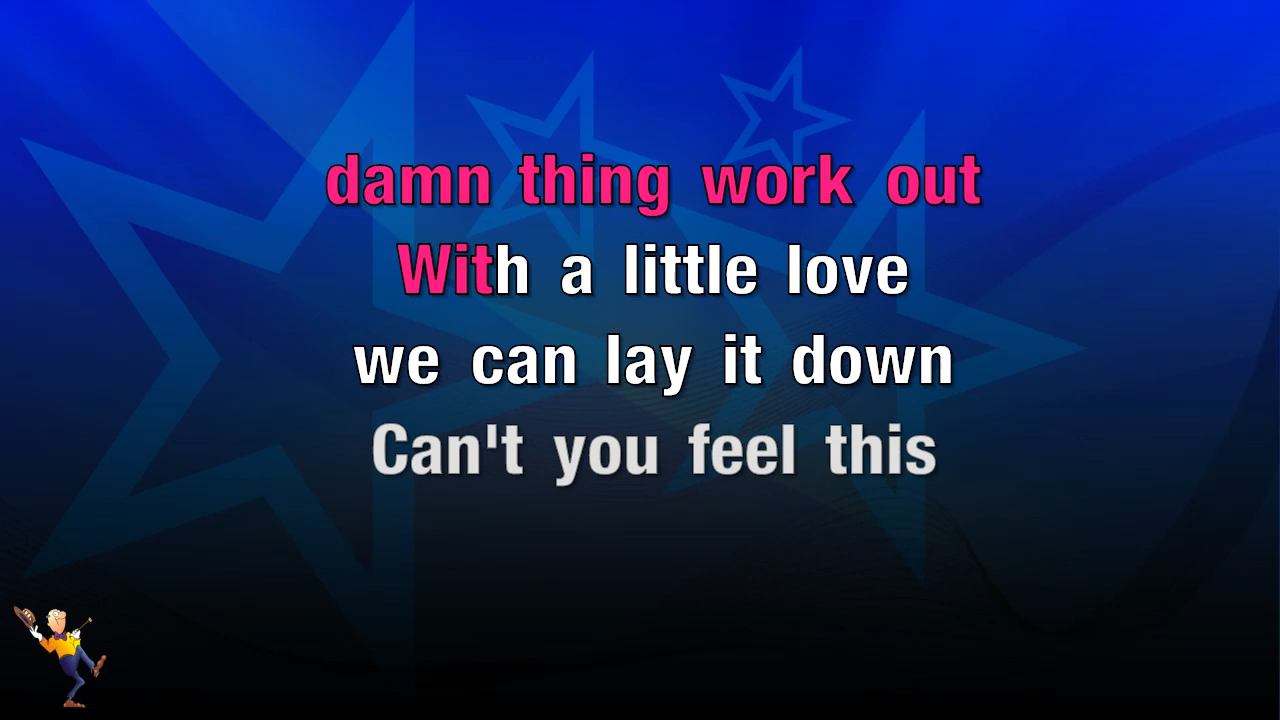 damn thing work out
With a little love
we can lay it down
Can't you feel this